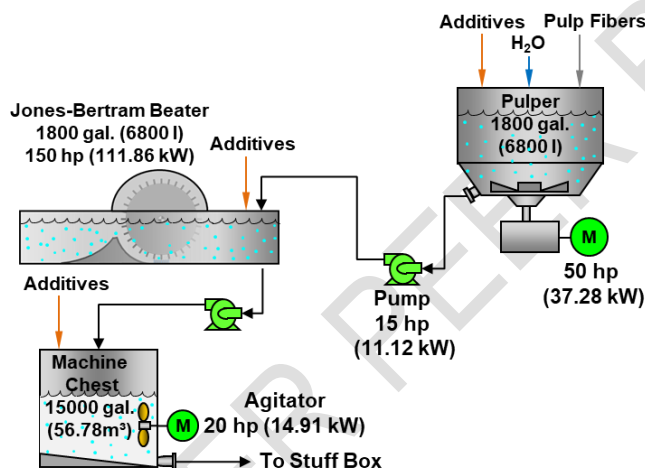 Additives
Pulp Fibers
H₂O
Pulper
1800 gal.
(6800 l)
Jones-Bertram Beater
1800 gal. (6800 l)
150 hp (111.86 kW)
Additives
M
50 hp
(37.28 kW)
Pump
15 hp
(11.12 kW)
Additives
Machine
Chest
15000 gal.
(56.78m³)
Agitator
M
20 hp (14.91 kW)
To Stuff Box